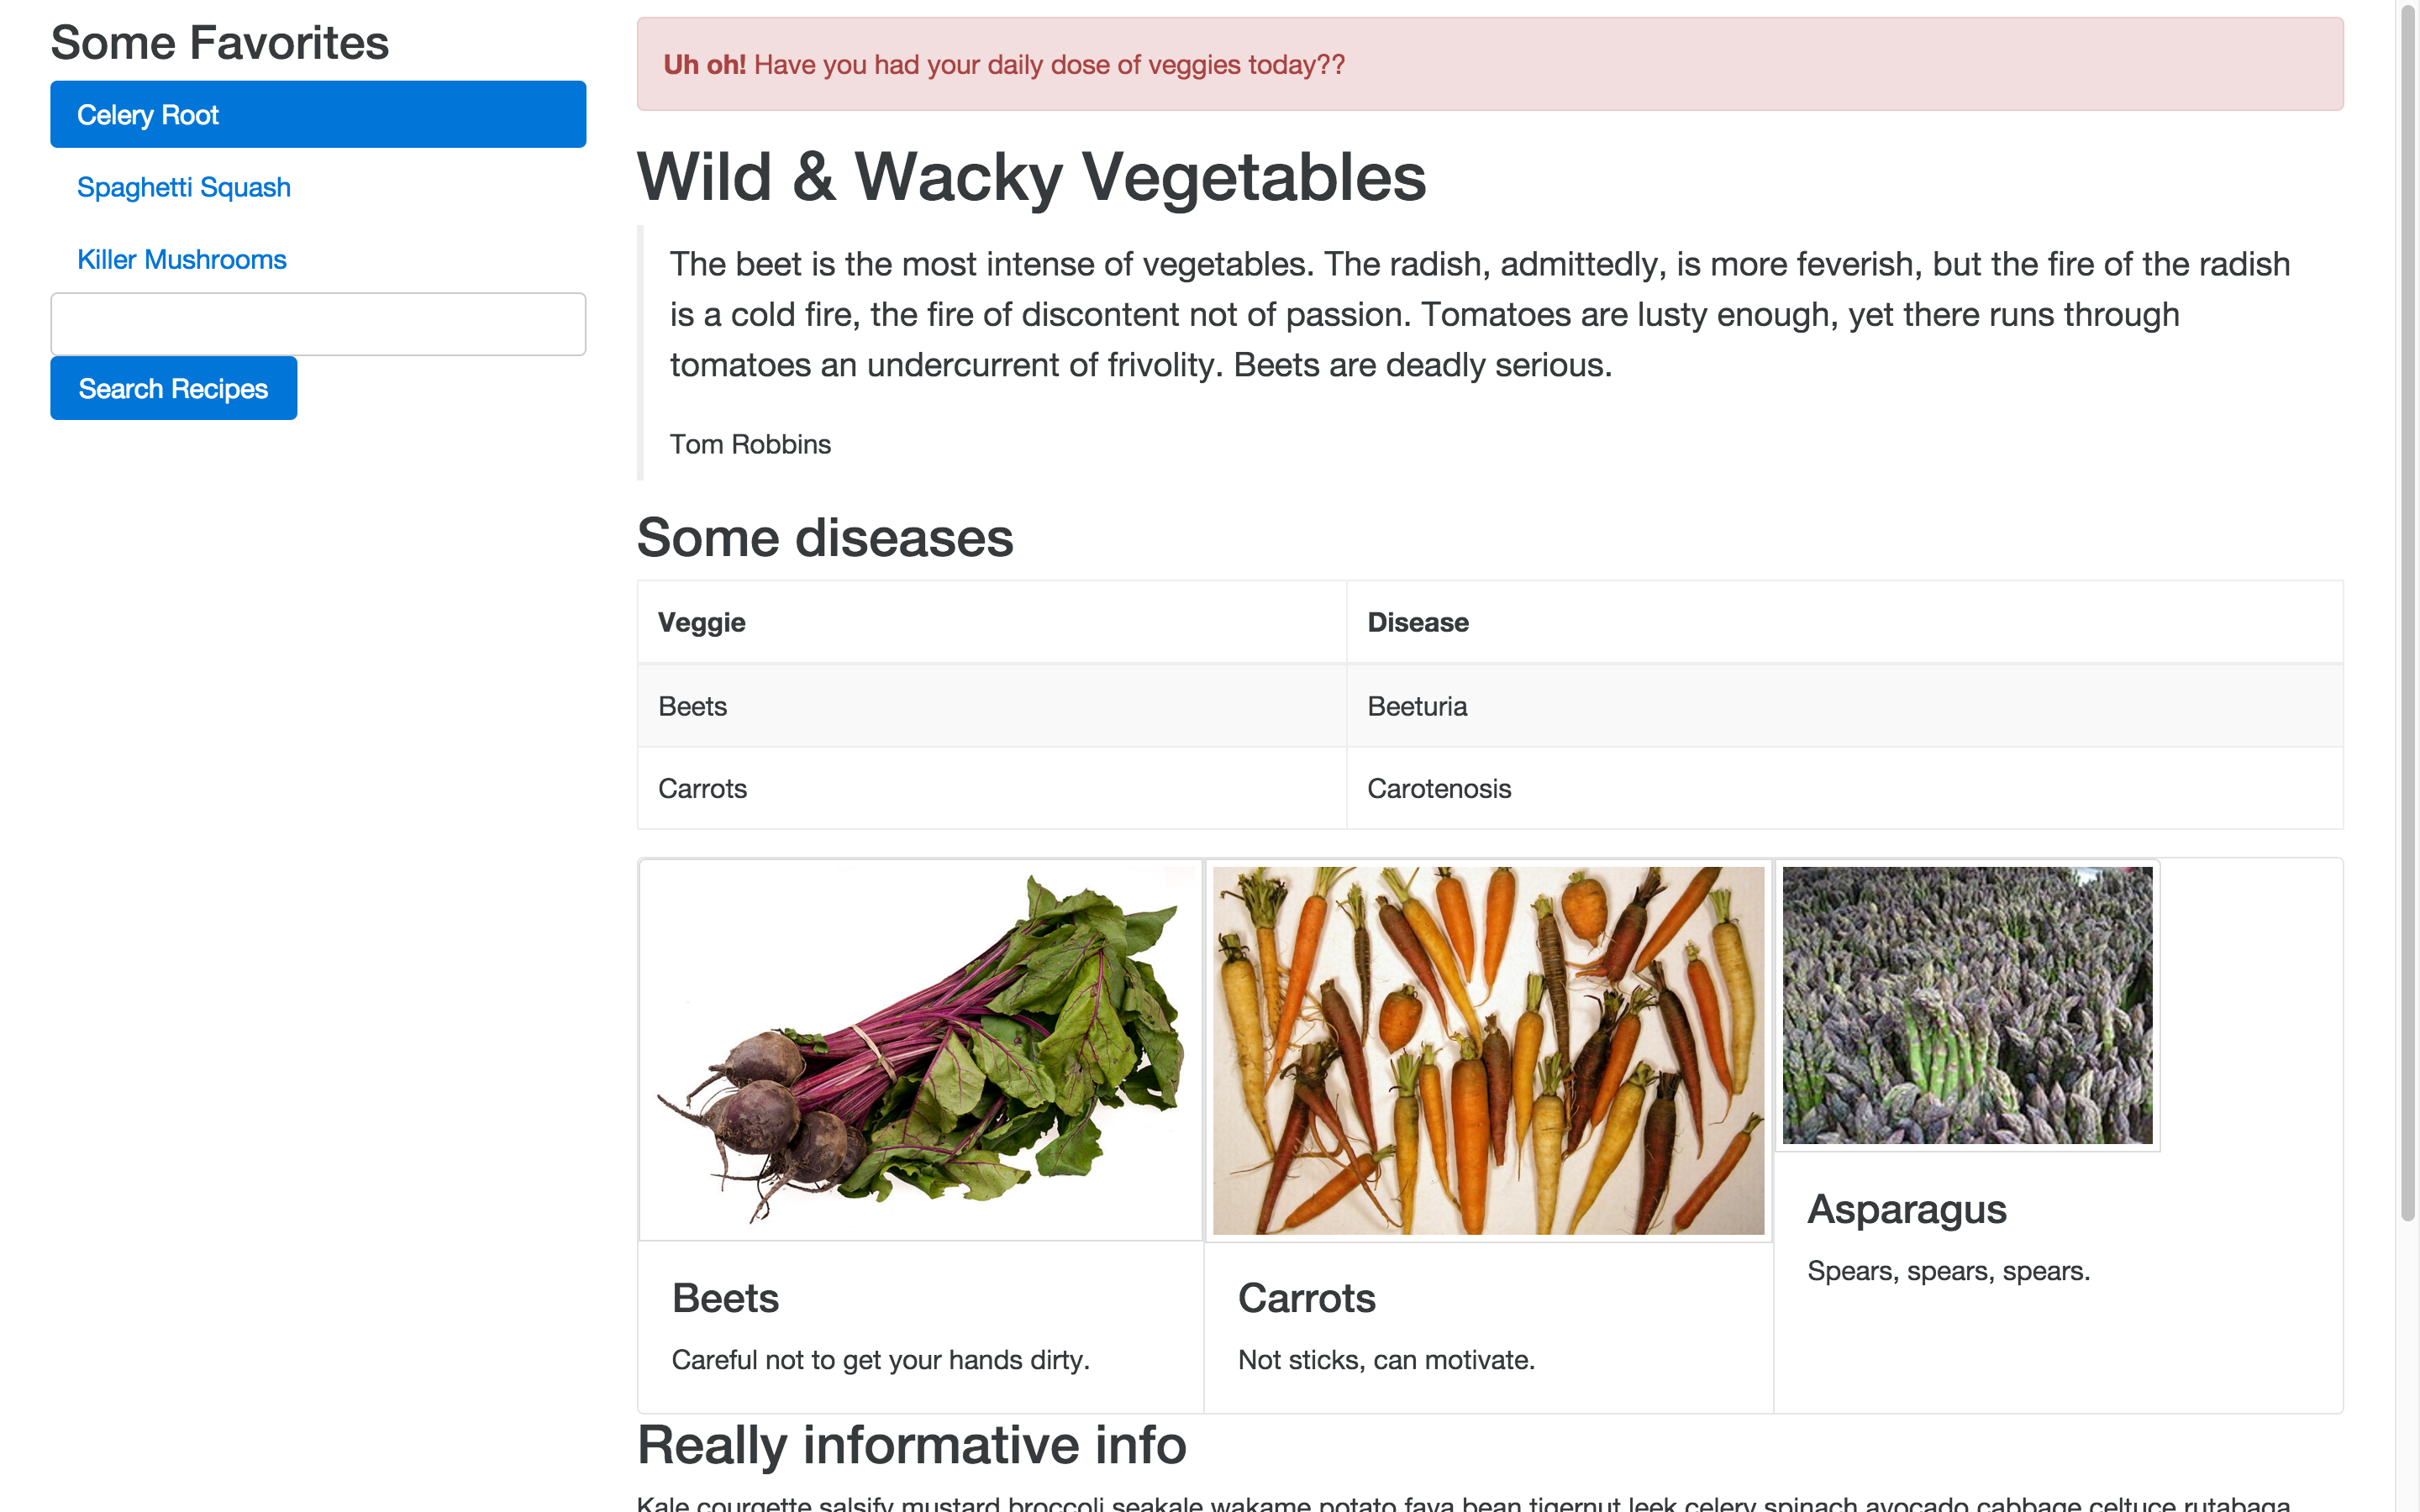 Some Favorites
Celery Root
Spaghetti Squash
Killer Mushrooms
Search Recipes
Uh oh! Have you had your daily dose of veggies today??
Wild & Wacky Vegetables
The beet is the most intense of vegetables. The radish, admittedly, is more feverish, but the fire of the radish
is a cold fire, the fire of discontent not of passion. Tomatoes are lusty enough, yet there runs through
tomatoes an undercurrent of frivolity. Beets are deadly serious.
Tom Robbins
Some diseases
Veggie Disease
Beets Beeturia
Carrots Carotenosis
Beets
Careful not to get your hands dirty.
Carrots
Not sticks, can motivate.
Asparagus
Spears, spears, spears.
Really informative info
Kale courgette salsify mustard broccoli seakale wakame potato fava bean tigernut leek celery spinach avocado cabbage celtuce rutabaga